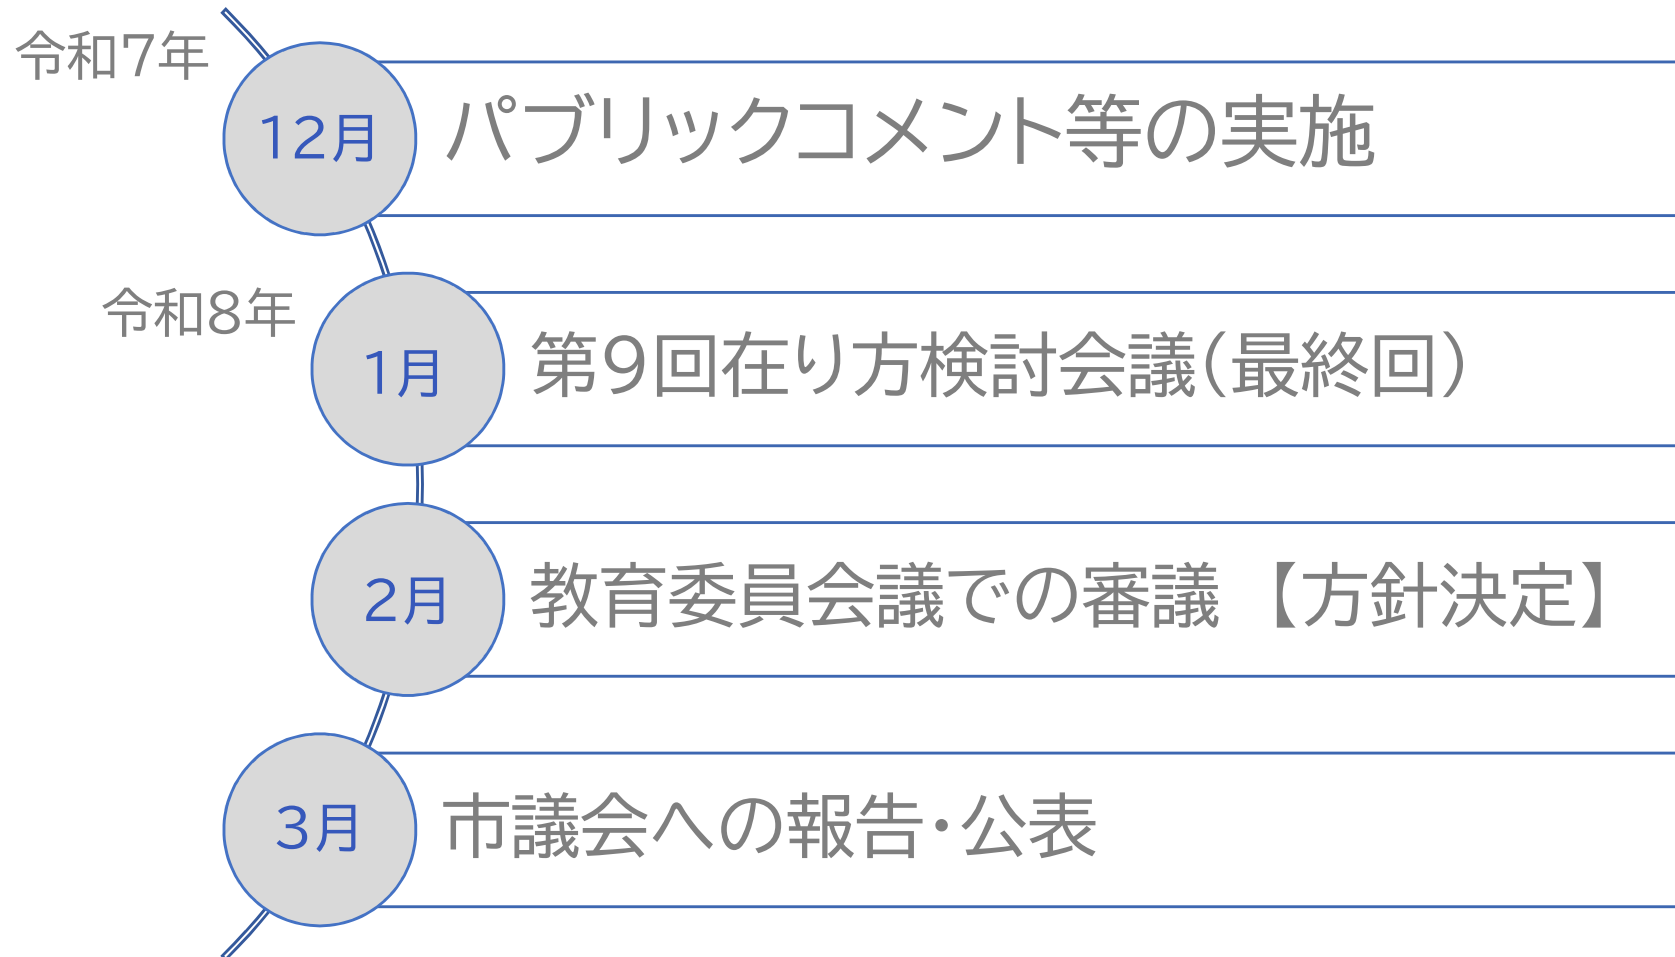 令和7年
12月
パブリックコメント等の実施
令和8年
1月
第9回在り方検討会議(最終回)
2月
教育委員会議での審議 【方針決定】
3月
市議会への報告・公表